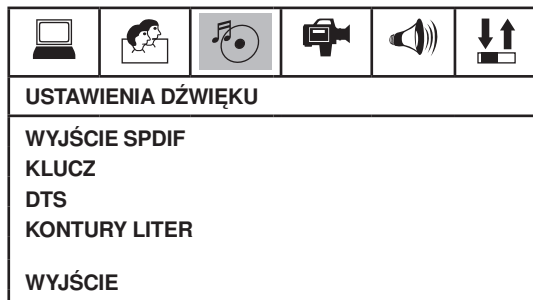 USTAWIENIA DŹWIĘKU
WYJŚCIE SPDIF
KLUCZ
DTS
KONTURY LITER
WYJŚCIE